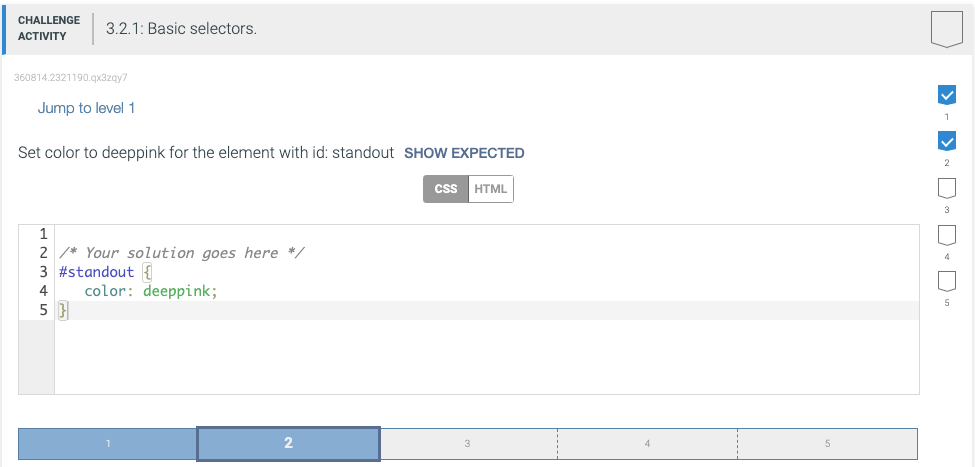 CHALLENGE
ACTIVITY
3.2.1: Basic selectors.
360814.2321190.qx3zqy7
Jump to level 1
1
Set color to deeppink for the element with id: standout SHOW EXPECTED
2
CSS HTML
3
1
2 /* Your solution goes here */
3 #standout {
4 color: deeppink;
5 }
4
5
1 2 3 4 5